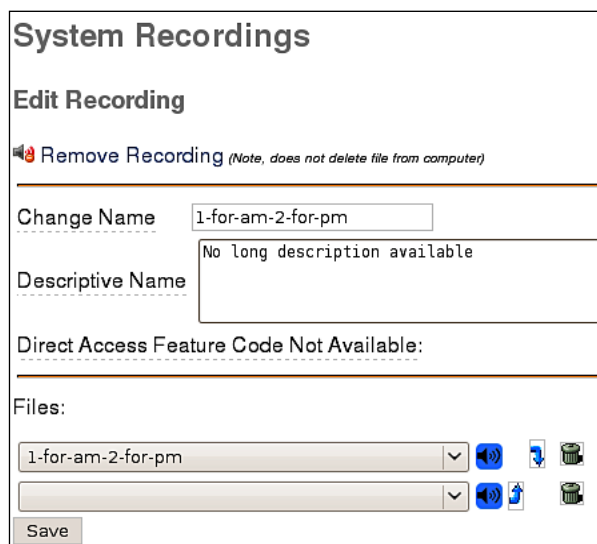 System Recordings
Edit Recording
Remove Recording (Note, does not delete file from computer)
Change Name 1-for-am-2-for-pm
Descriptive Name No long description available
Direct Access Feature Code Not Available:
Files:
1-for-am-2-for-pm
Save